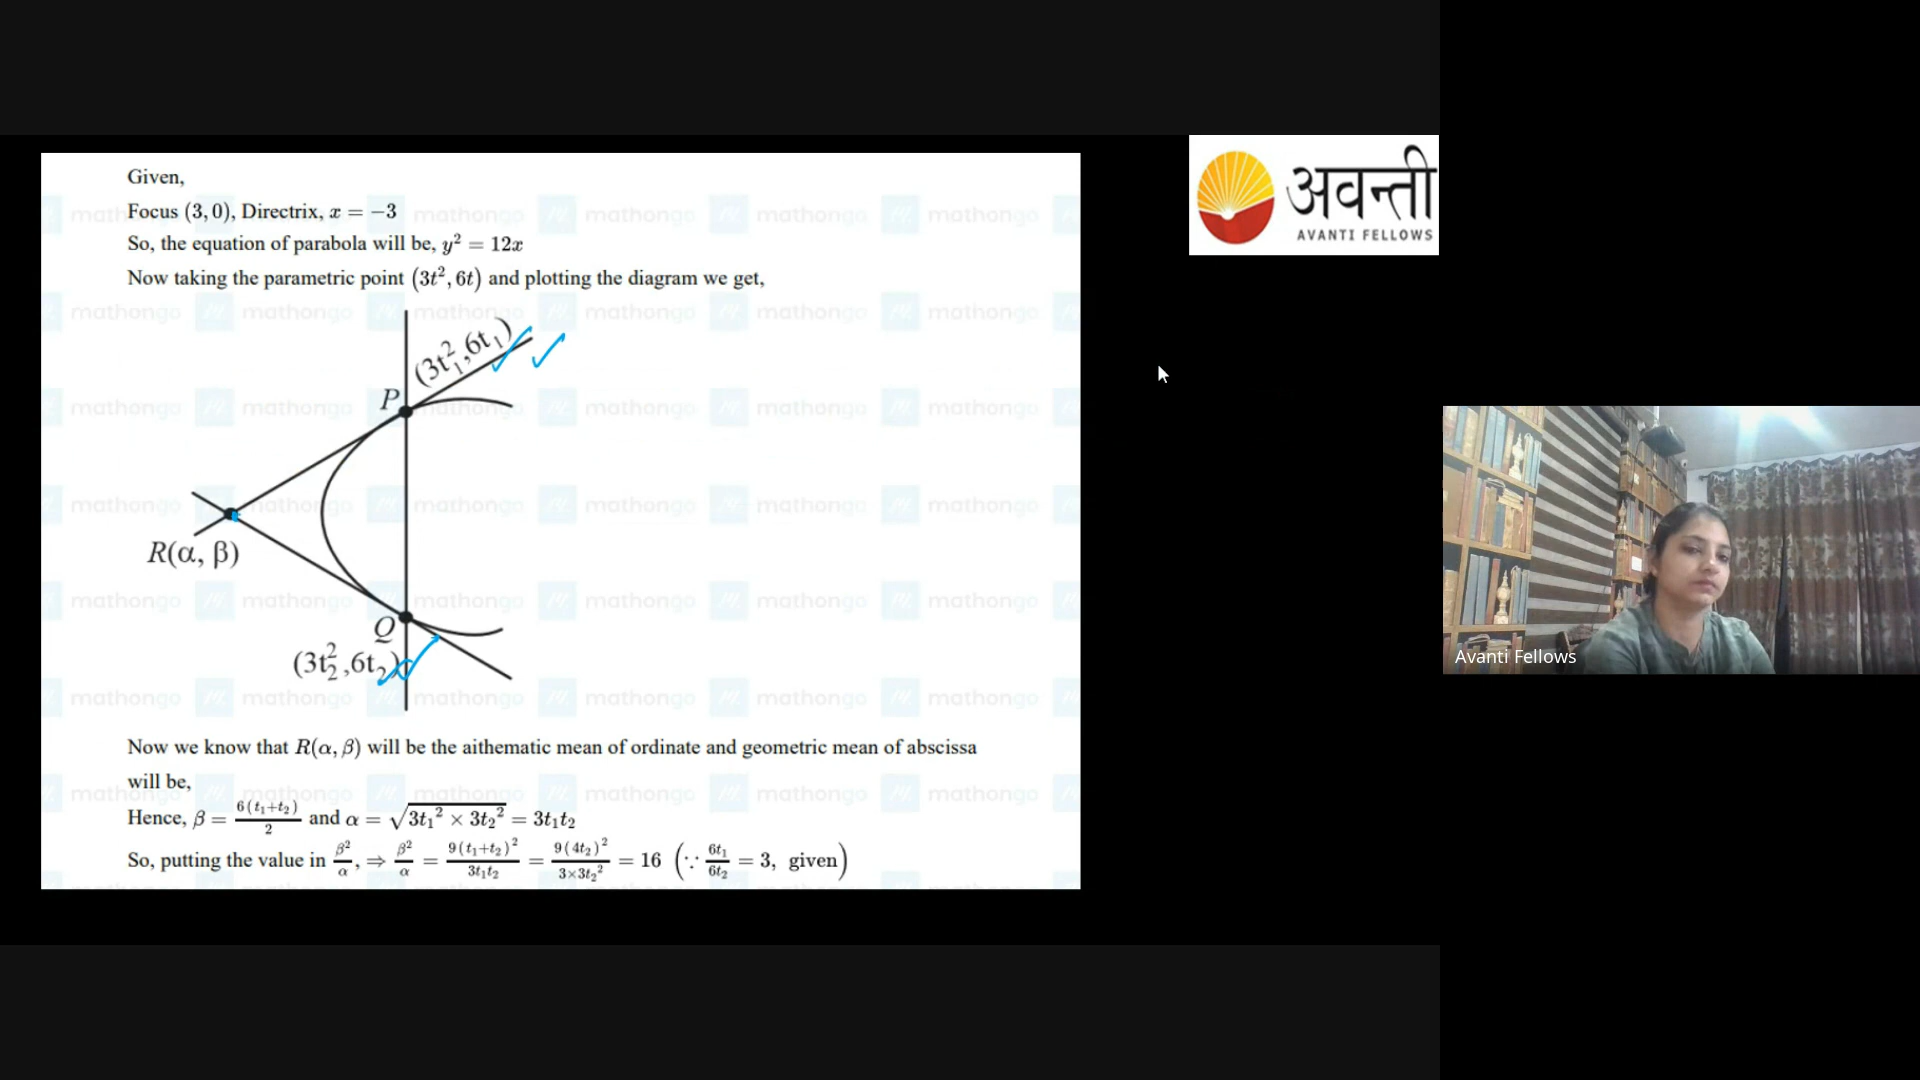 Given,
Focus (3, 0), Directrix, x = −3
So, the equation of parabola will be, y² = 12x
Now taking the parametric point (3t², 6t) and plotting the diagram we get,
(3t₁², 6t₁)
P
R(α, β)
Q
(3t₂², 6t₂)
Now we know that R(α, β) will be the aithematic mean of ordinate and geometric mean of abscissa
will be,
Hence, β = 6(t₁+t₂)/2 and α = √(3t₁² × 3t₂²) = 3t₁t₂
So, putting the value in β²/α, ⇒ β²/α = 9(t₁+t₂)²/3t₁t₂ = 9(4t₂)²/3×3t₂² = 16 (∵ 6t₁/6t₂ = 3, given)
mathongo
अवन्ती
AVANTI FELLOWS
Avanti Fellows